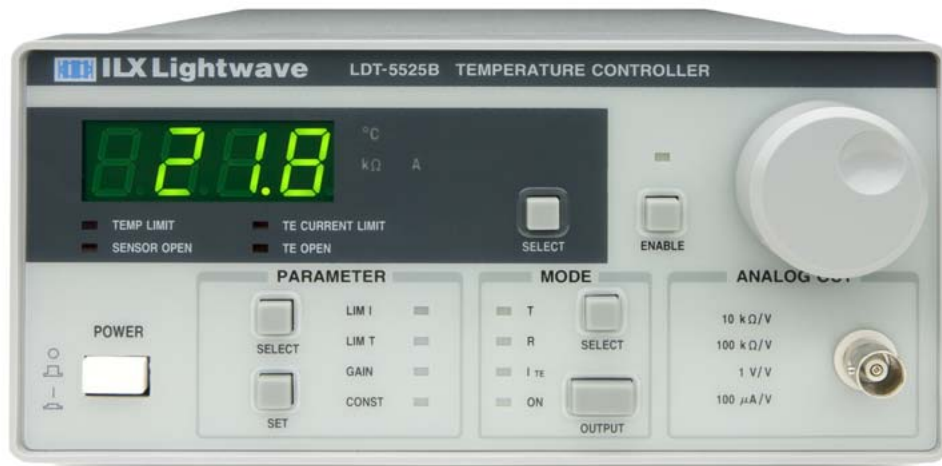 ILX Lightwave LDT-5525B TEMPERATURE CONTROLLER
21.8
°C
kΩ A
TEMP LIMIT TE CURRENT LIMIT
SENSOR OPEN TE OPEN
SELECT
ENABLE
POWER
O
I
PARAMETER
SELECT
SET
LIM I
LIM T
GAIN
CONST
MODE
T
R
I TE
ON
SELECT
OUTPUT
ANALOG OUT
10 kΩ/V
100 kΩ/V
1 V/V
100 µA/V